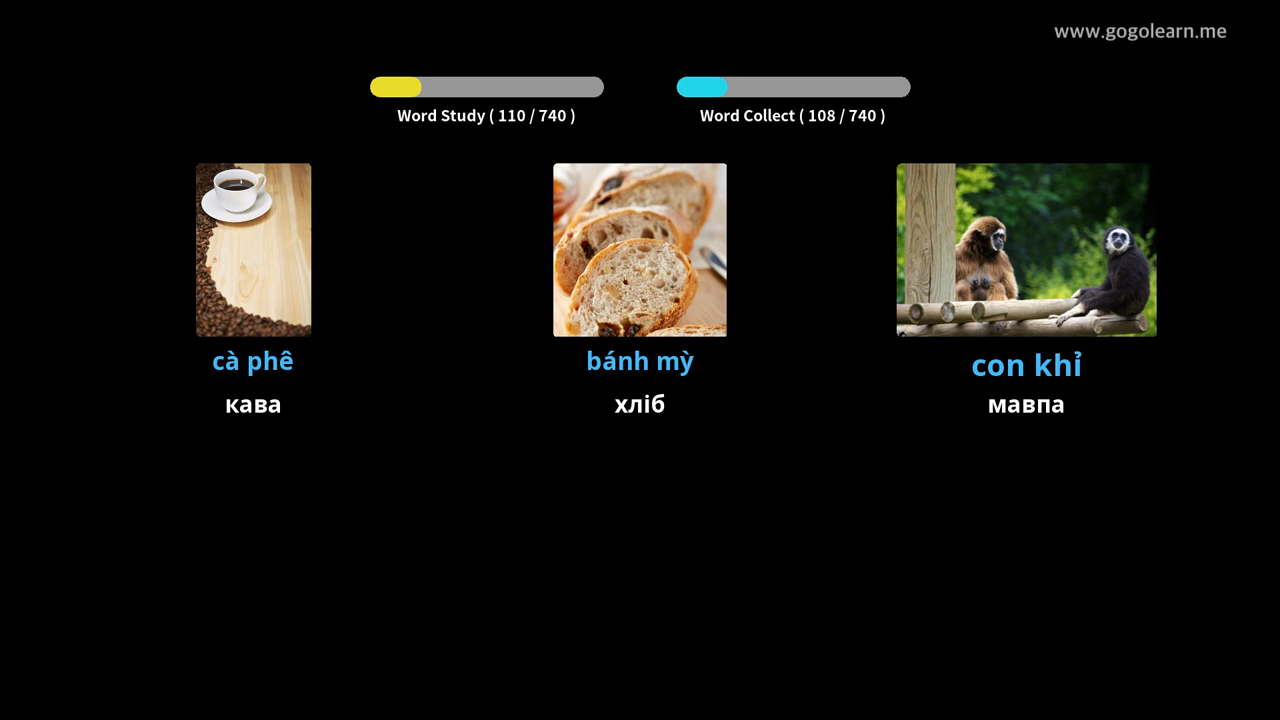 www.gogolearn.me
Word Study ( 110 / 740 )
Word Collect ( 108 / 740 )
cà phê
bánh mỳ
con khỉ
кава
хліб
мавпа